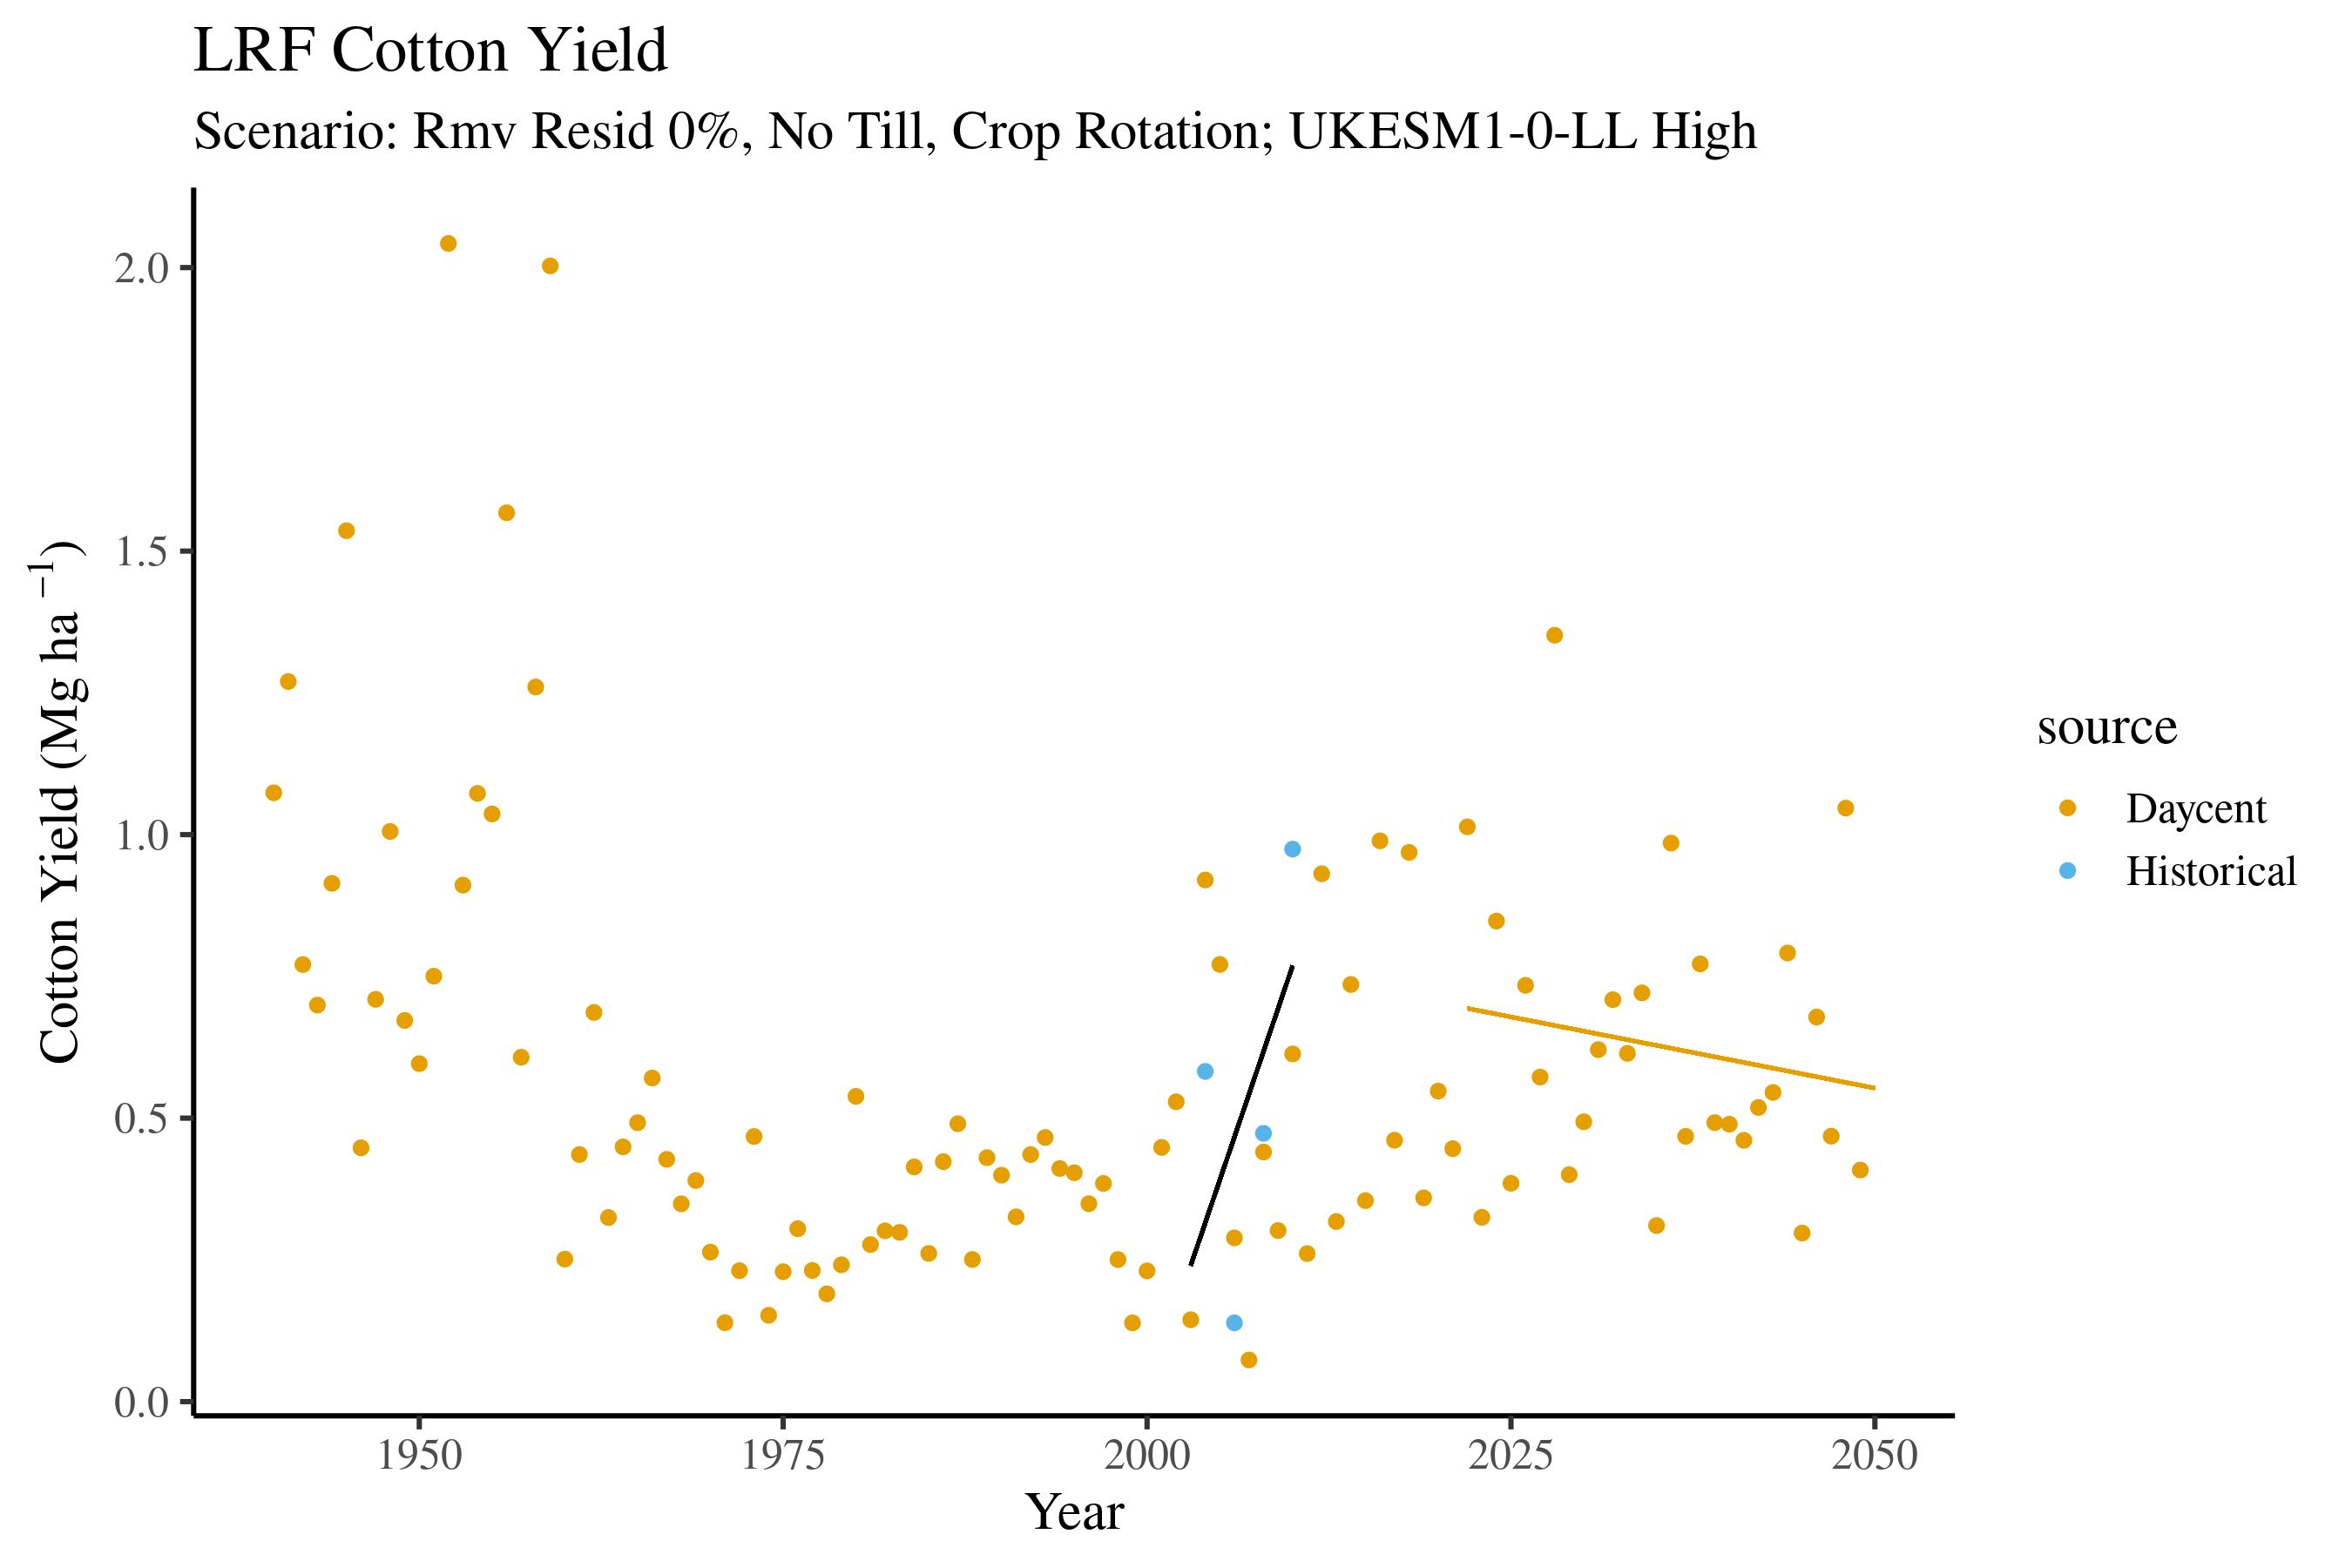 LRF Cotton Yield
Scenario: Rmv Resid 0%, No Till, Crop Rotation; UKESM1-0-LL High
Cotton Yield (Mg ha −1)
2.0
1.5
1.0
0.5
0.0
1950 1975 2000 2025 2050
Year
source
Daycent
Historical